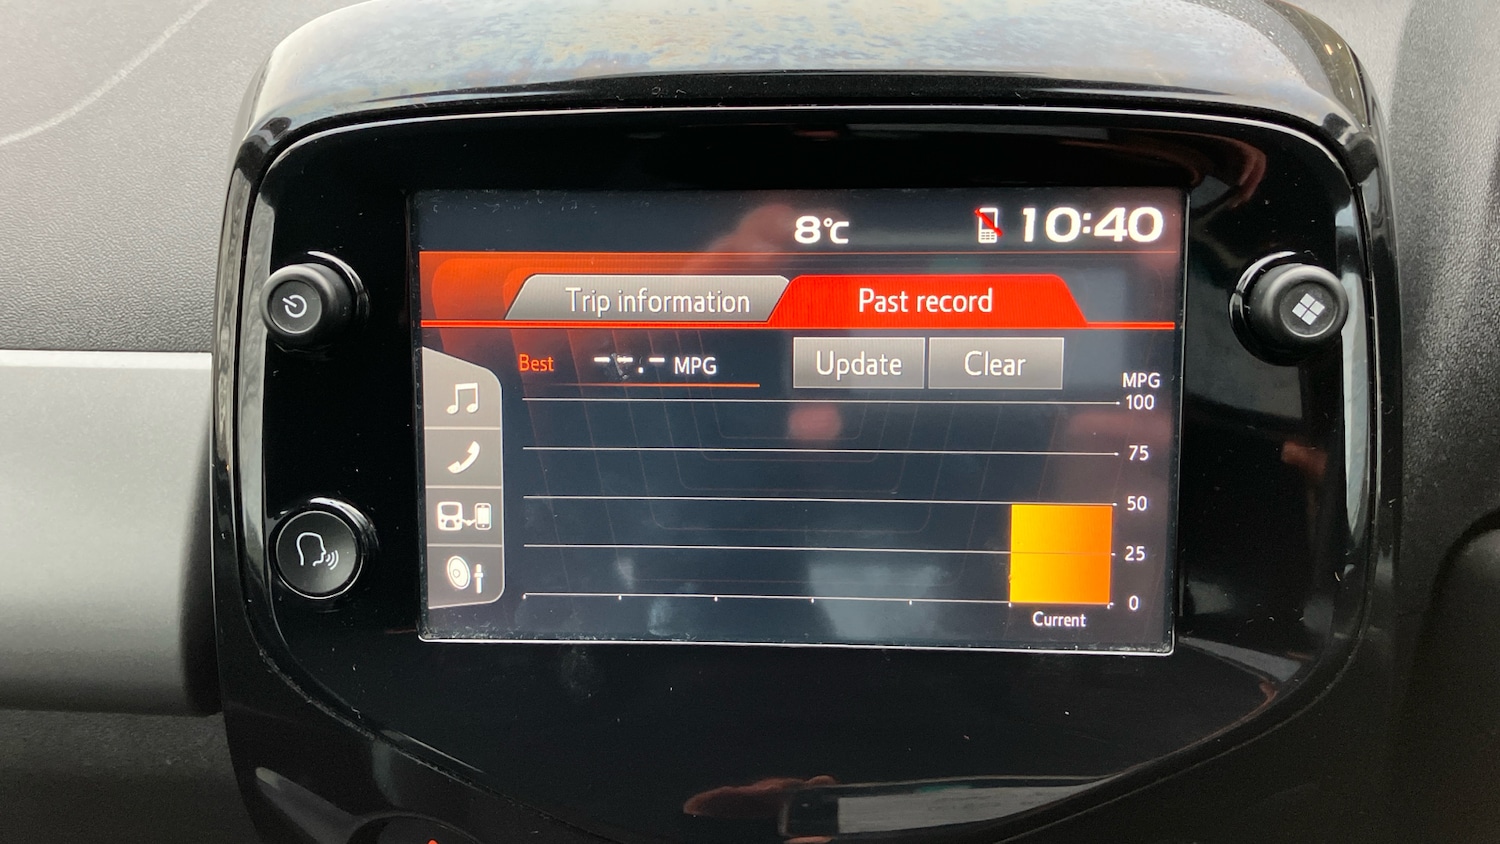 8°C 10:40
Trip information Past record
Best --.- MPG Update Clear
MPG
100
75
50
25
0
Current